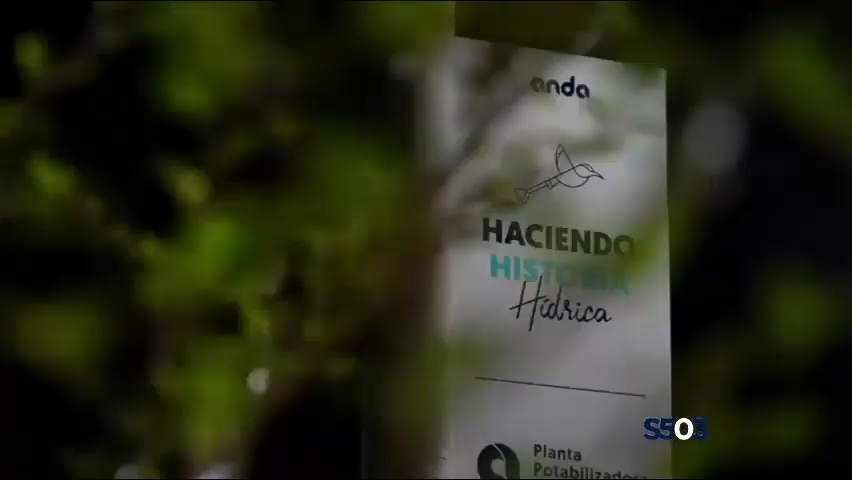 anda
HACIENDO
HISTORIA
Hídrica
Planta
Potabilizadora
S503